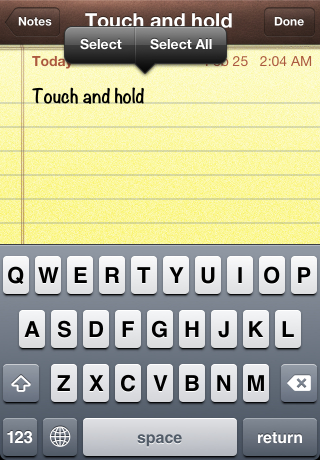 Notes Touch and hold Done
Select Select All
Today Feb 25 2:04 AM
Touch and hold
Q W E R T Y U I O P
A S D F G H J K L
Z X C V B N M
123 space return